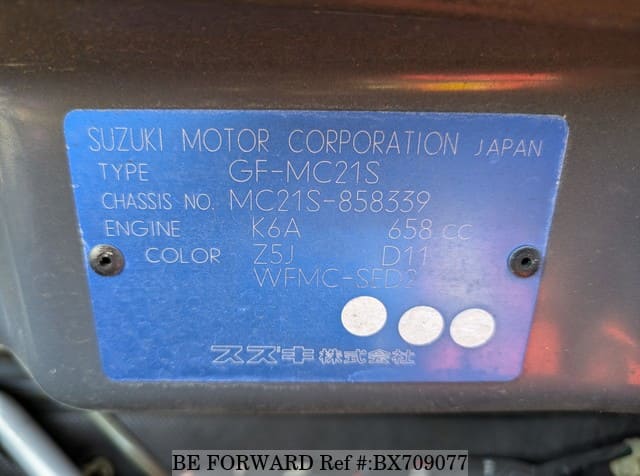 SUZUKI MOTOR CORPORATION JAPAN
TYPE GF-MC21S
CHASSIS NO. MC21S-858339
ENGINE K6A 658 cc
COLOR Z5J D11
WFMC-SED2
スズキ株式会社
BE FORWARD Ref #:BX709077